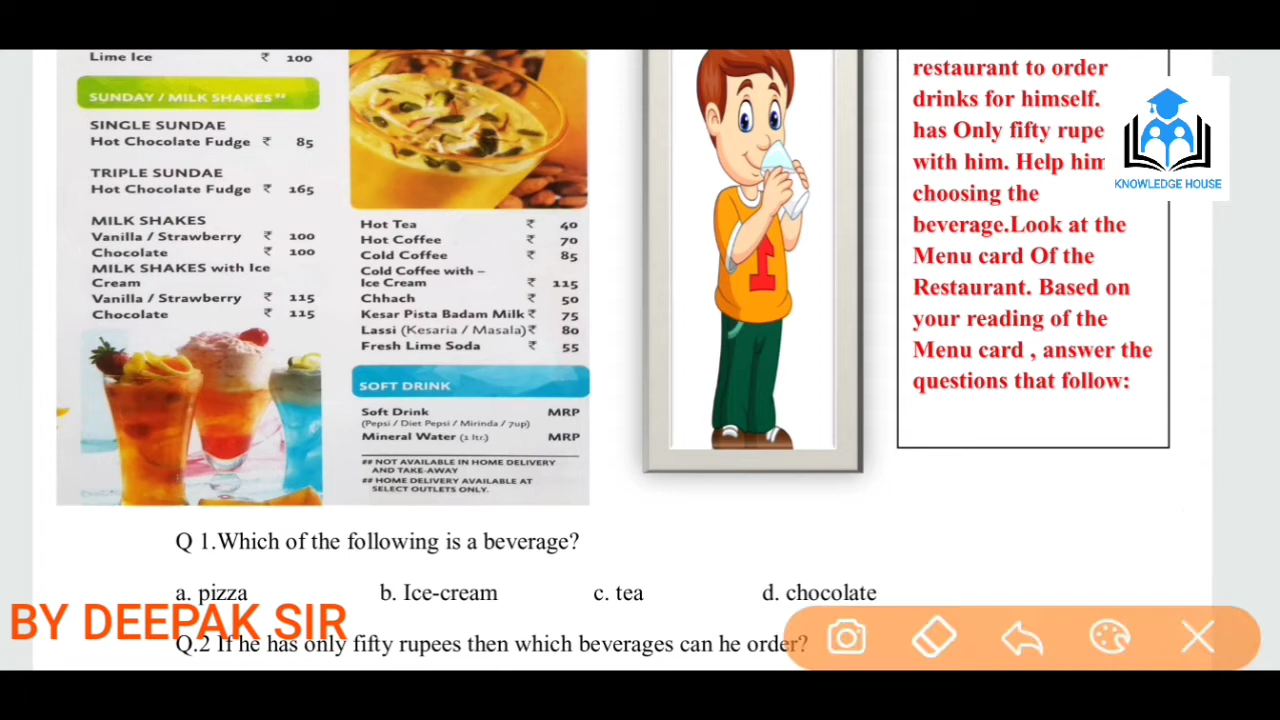 Lime Ice ₹ 100
SUNDAY / MILK SHAKES ##
SINGLE SUNDAE
Hot Chocolate Fudge ₹ 85
TRIPLE SUNDAE
Hot Chocolate Fudge ₹ 165
MILK SHAKES
Vanilla / Strawberry ₹ 100
Chocolate ₹ 100
MILK SHAKES with Ice
Cream
Vanilla / Strawberry ₹ 115
Chocolate ₹ 115
Hot Tea ₹ 40
Hot Coffee ₹ 70
Cold Coffee ₹ 85
Cold Coffee with –
Ice Cream ₹ 115
Chhach ₹ 50
Kesar Pista Badam Milk ₹ 75
Lassi (Kesaria / Masala) ₹ 80
Fresh Lime Soda ₹ 55
SOFT DRINK
Soft Drink MRP
(Pepsi / Diet Pepsi / Mirinda / 7up)
Mineral Water (1 ltr.) MRP
## NOT AVAILABLE IN HOME DELIVERY
AND TAKE-AWAY
## HOME DELIVERY AVAILABLE AT
SELECT OUTLETS ONLY.
1
restaurant to order
drinks for himself.
has Only fifty rupe
with him. Help him
choosing the
beverage.Look at the
Menu card Of the
Restaurant. Based on
your reading of the
Menu card , answer the
questions that follow:
KNOWLEDGE HOUSE
Q 1.Which of the following is a beverage?
a. pizza b. Ice-cream c. tea d. chocolate
BY DEEPAK SIR
Q.2 If he has only fifty rupees then which beverages can he order?